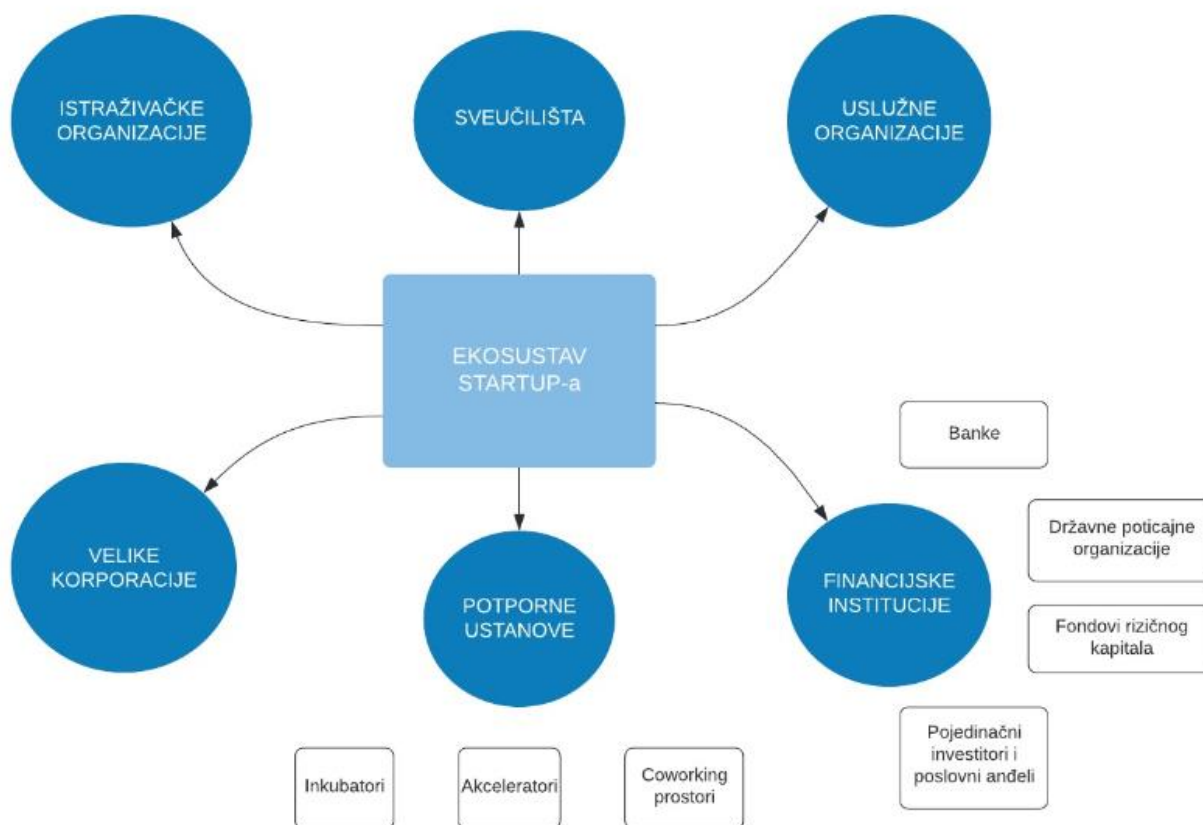 ISTRAŽIVAČKE
ORGANIZACIJE
SVEUČILIŠTA
USLUŽNE
ORGANIZACIJE
EKOSUSTAV
STARTUP-a
Banke
VELIKE
KORPORACIJE
POTPORNE
USTANOVE
FINANCIJSKE
INSTITUCIJE
Državne poticajne
organizacije
Fondovi rizičnog
kapitala
Pojedinačni
investitori i
poslovni anđeli
Inkubatori
Akceleratori
Coworking
prostori